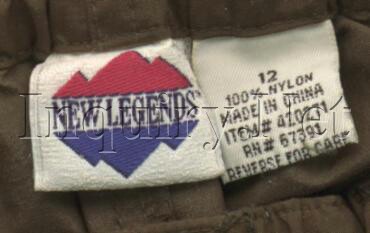 NEW LEGENDS
12
100% NYLON
MADE IN CHINA
ITEM#
RN# 67391
REVERSE FOR CARE